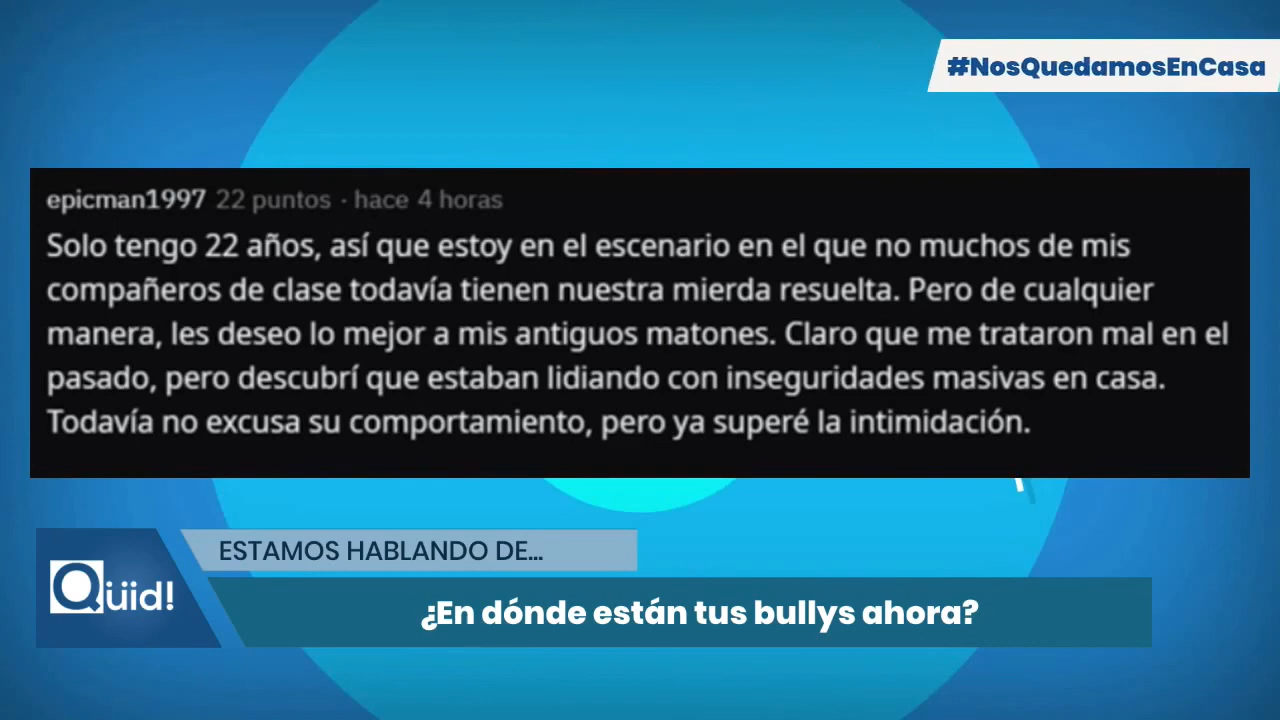 #NosQuedamosEnCasa
epicman1997 22 puntos · hace 4 horas
Solo tengo 22 años, así que estoy en el escenario en el que no muchos de mis
compañeros de clase todavía tienen nuestra mierda resuelta. Pero de cualquier
manera, les deseo lo mejor a mis antiguos matones. Claro que me trataron mal en el
pasado, pero descubrí que estaban lidiando con inseguridades masivas en casa.
Todavía no excusa su comportamiento, pero ya superé la intimidación.
ESTAMOS HABLANDO DE...
Qüid!
¿En dónde están tus bullys ahora?